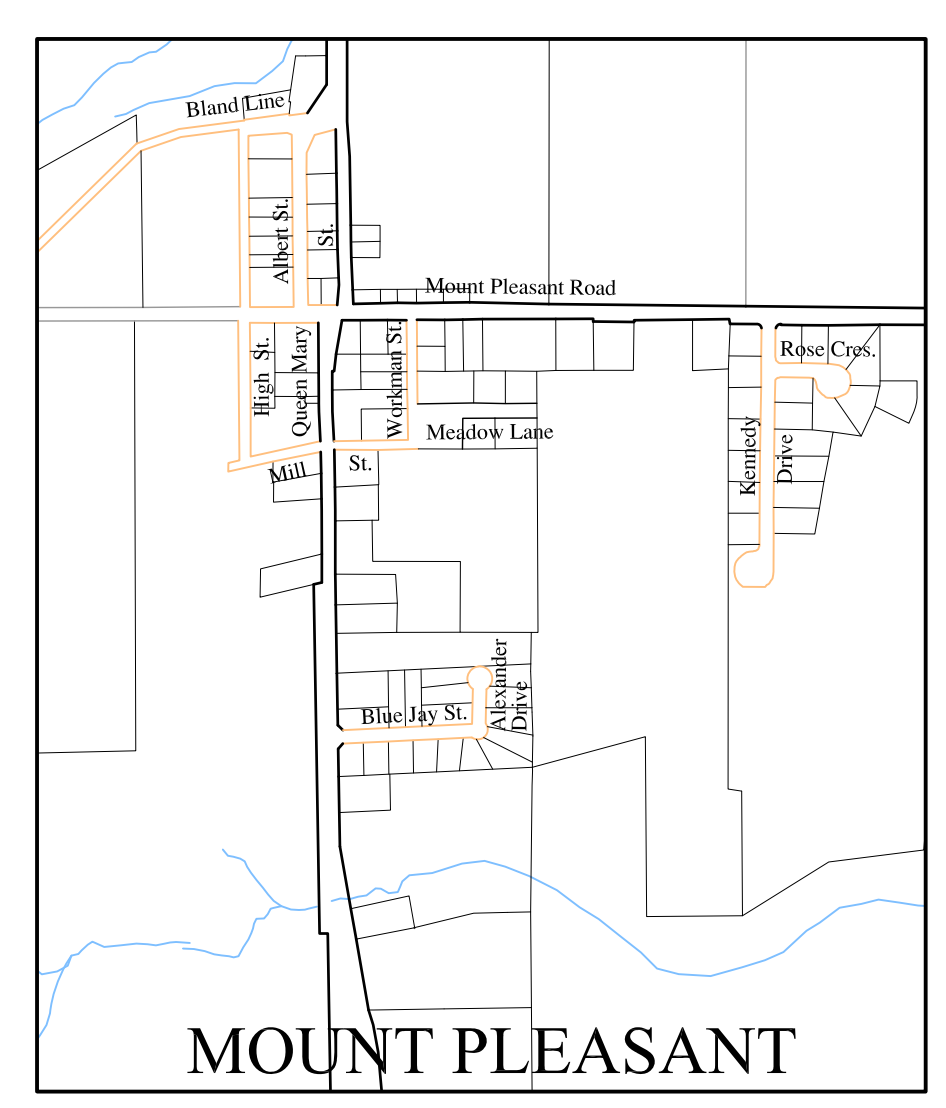 Bland Line
Albert St.
St.
Mount Pleasant Road
High St.
Queen Mary
Workman St.
Rose Cres.
Meadow Lane
Kennedy
Drive
Mill
St.
Alexander
Drive
Blue Jay St.
MOUNT PLEASANT